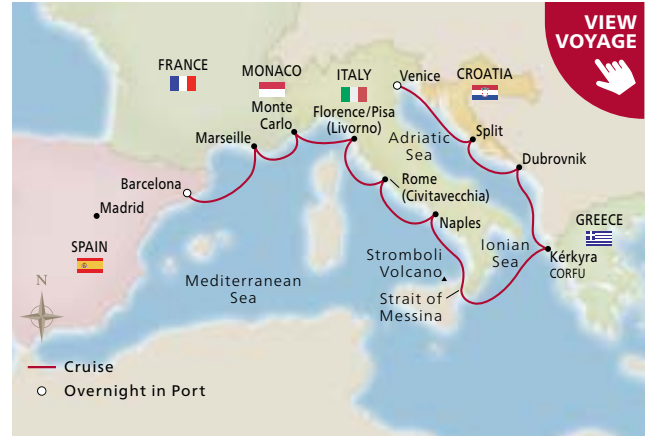 VIEW
VOYAGE
FRANCE
MONACO
ITALY
Venice
CROATIA
Monte
Carlo
Florence/Pisa
(Livorno)
Marseille
Adriatic
Sea
Split
Dubrovnik
Barcelona
Madrid
Rome
(Civitavecchia)
Naples
GREECE
SPAIN
Stromboli
Volcano
Ionian
Sea
Kérkyra
CORFU
Mediterranean
Sea
Strait of
Messina
N
Cruise
Overnight in Port